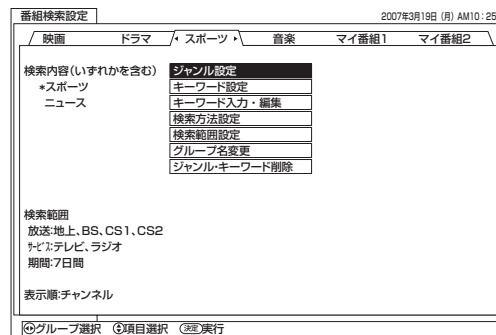 番組検索設定 2007年3月19日 (月) AM10:25
映画 ドラマ スポーツ 音楽 マイ番組1 マイ番組2
検索内容(いずれかを含む) ジャンル設定
*スポーツ キーワード設定
ニュース キーワード入力・編集
検索方法設定
検索範囲設定
グループ名変更
ジャンル・キーワード削除
検索範囲
放送:地上、BS、CS1、CS2
ｻｰﾋﾞｽ:テレビ、ラジオ
期間:7日間
表示順:チャンネル
グループ選択 項目選択 決定 実行